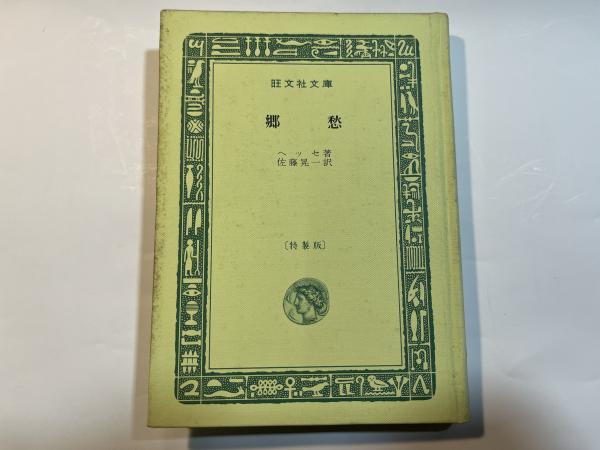 旺文社文庫
郷愁
ヘッセ著
佐藤晃一訳
〔特製版〕